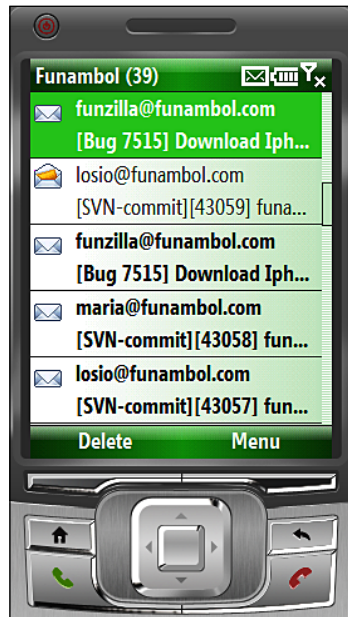 Funambol (39)
funzilla@funambol.com
[Bug 7515] Download Iph...
losio@funambol.com
[SVN-commit][43059] funa...
funzilla@funambol.com
[Bug 7515] Download Iph...
maria@funambol.com
[SVN-commit][43058] fun...
losio@funambol.com
[SVN-commit][43057] fun...
Delete Menu